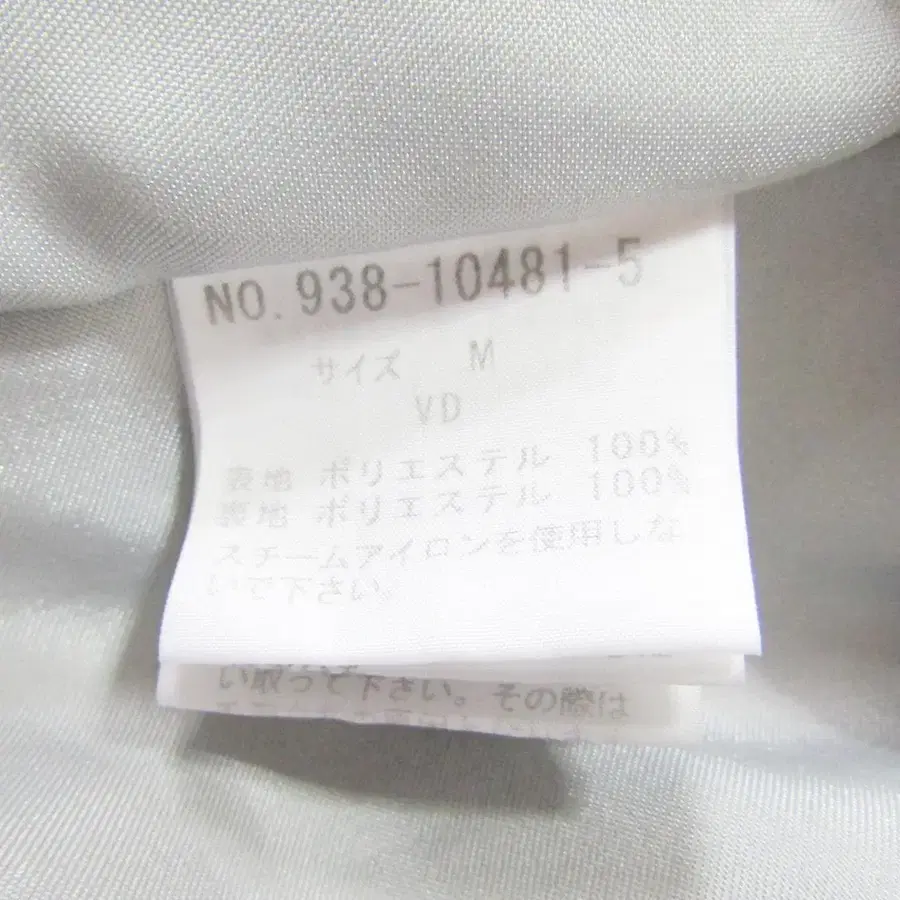 NO.938-10481-5
サイズ M
VD
表地 ポリエステル 100%
裏地 ポリエステル 100%
スチームアイロンを使用しな
いで下さい
い取って下さい。その際は